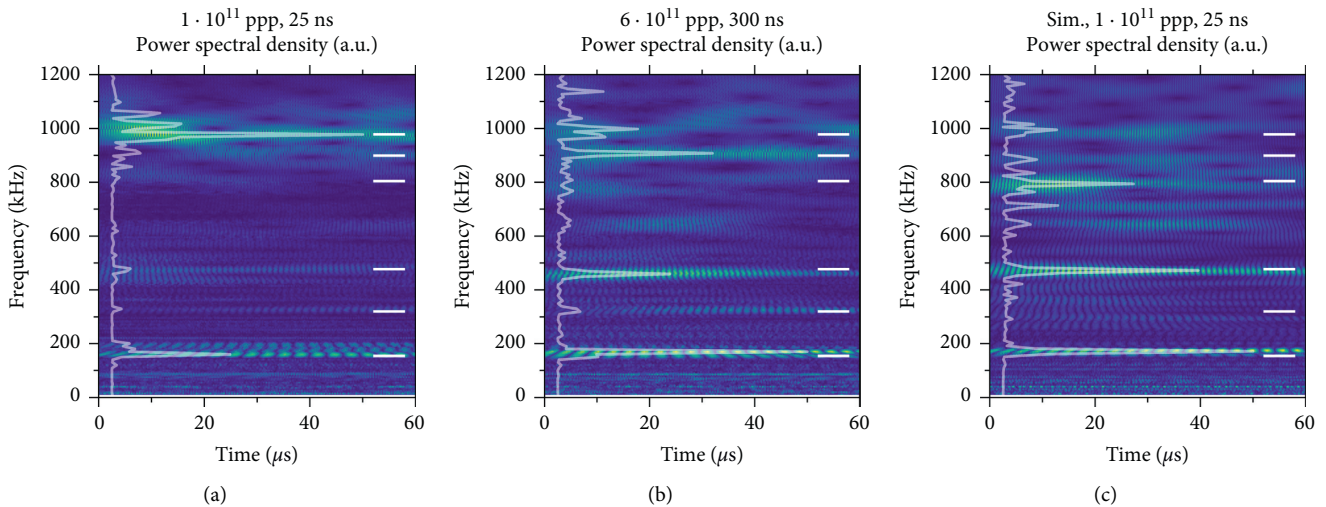 1 · 10¹¹ ppp, 25 ns
Power spectral density (a.u.)
1200
1000
800
600
400
200
0
Frequency (kHz)
0 20 40 60
Time (μs)
(a)
6 · 10¹¹ ppp, 300 ns
Power spectral density (a.u.)
1200
1000
800
600
400
200
0
Frequency (kHz)
0 20 40 60
Time (μs)
(b)
Sim., 1 · 10¹¹ ppp, 25 ns
Power spectral density (a.u.)
1200
1000
800
600
400
200
0
Frequency (kHz)
0 20 40 60
Time (μs)
(c)